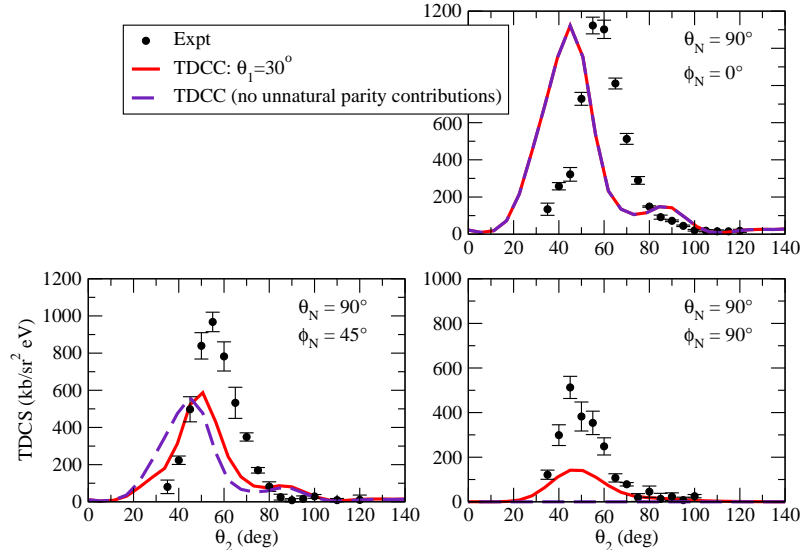 Expt
TDCC: θ1=30°
TDCC (no unnatural parity contributions)
θN = 90°
ϕN = 0°
1200
900
600
400
200
0
0 20 40 60 80 100 120 140
θN = 90°
ϕN = 45°
1200
1000
800
600
400
200
0
TDCS (kb/sr² eV)
0 20 40 60 80 100 120 140
θ2 (deg)
θN = 90°
ϕN = 90°
1000
800
600
400
200
0
0 20 40 60 80 100 120 140
θ2 (deg)